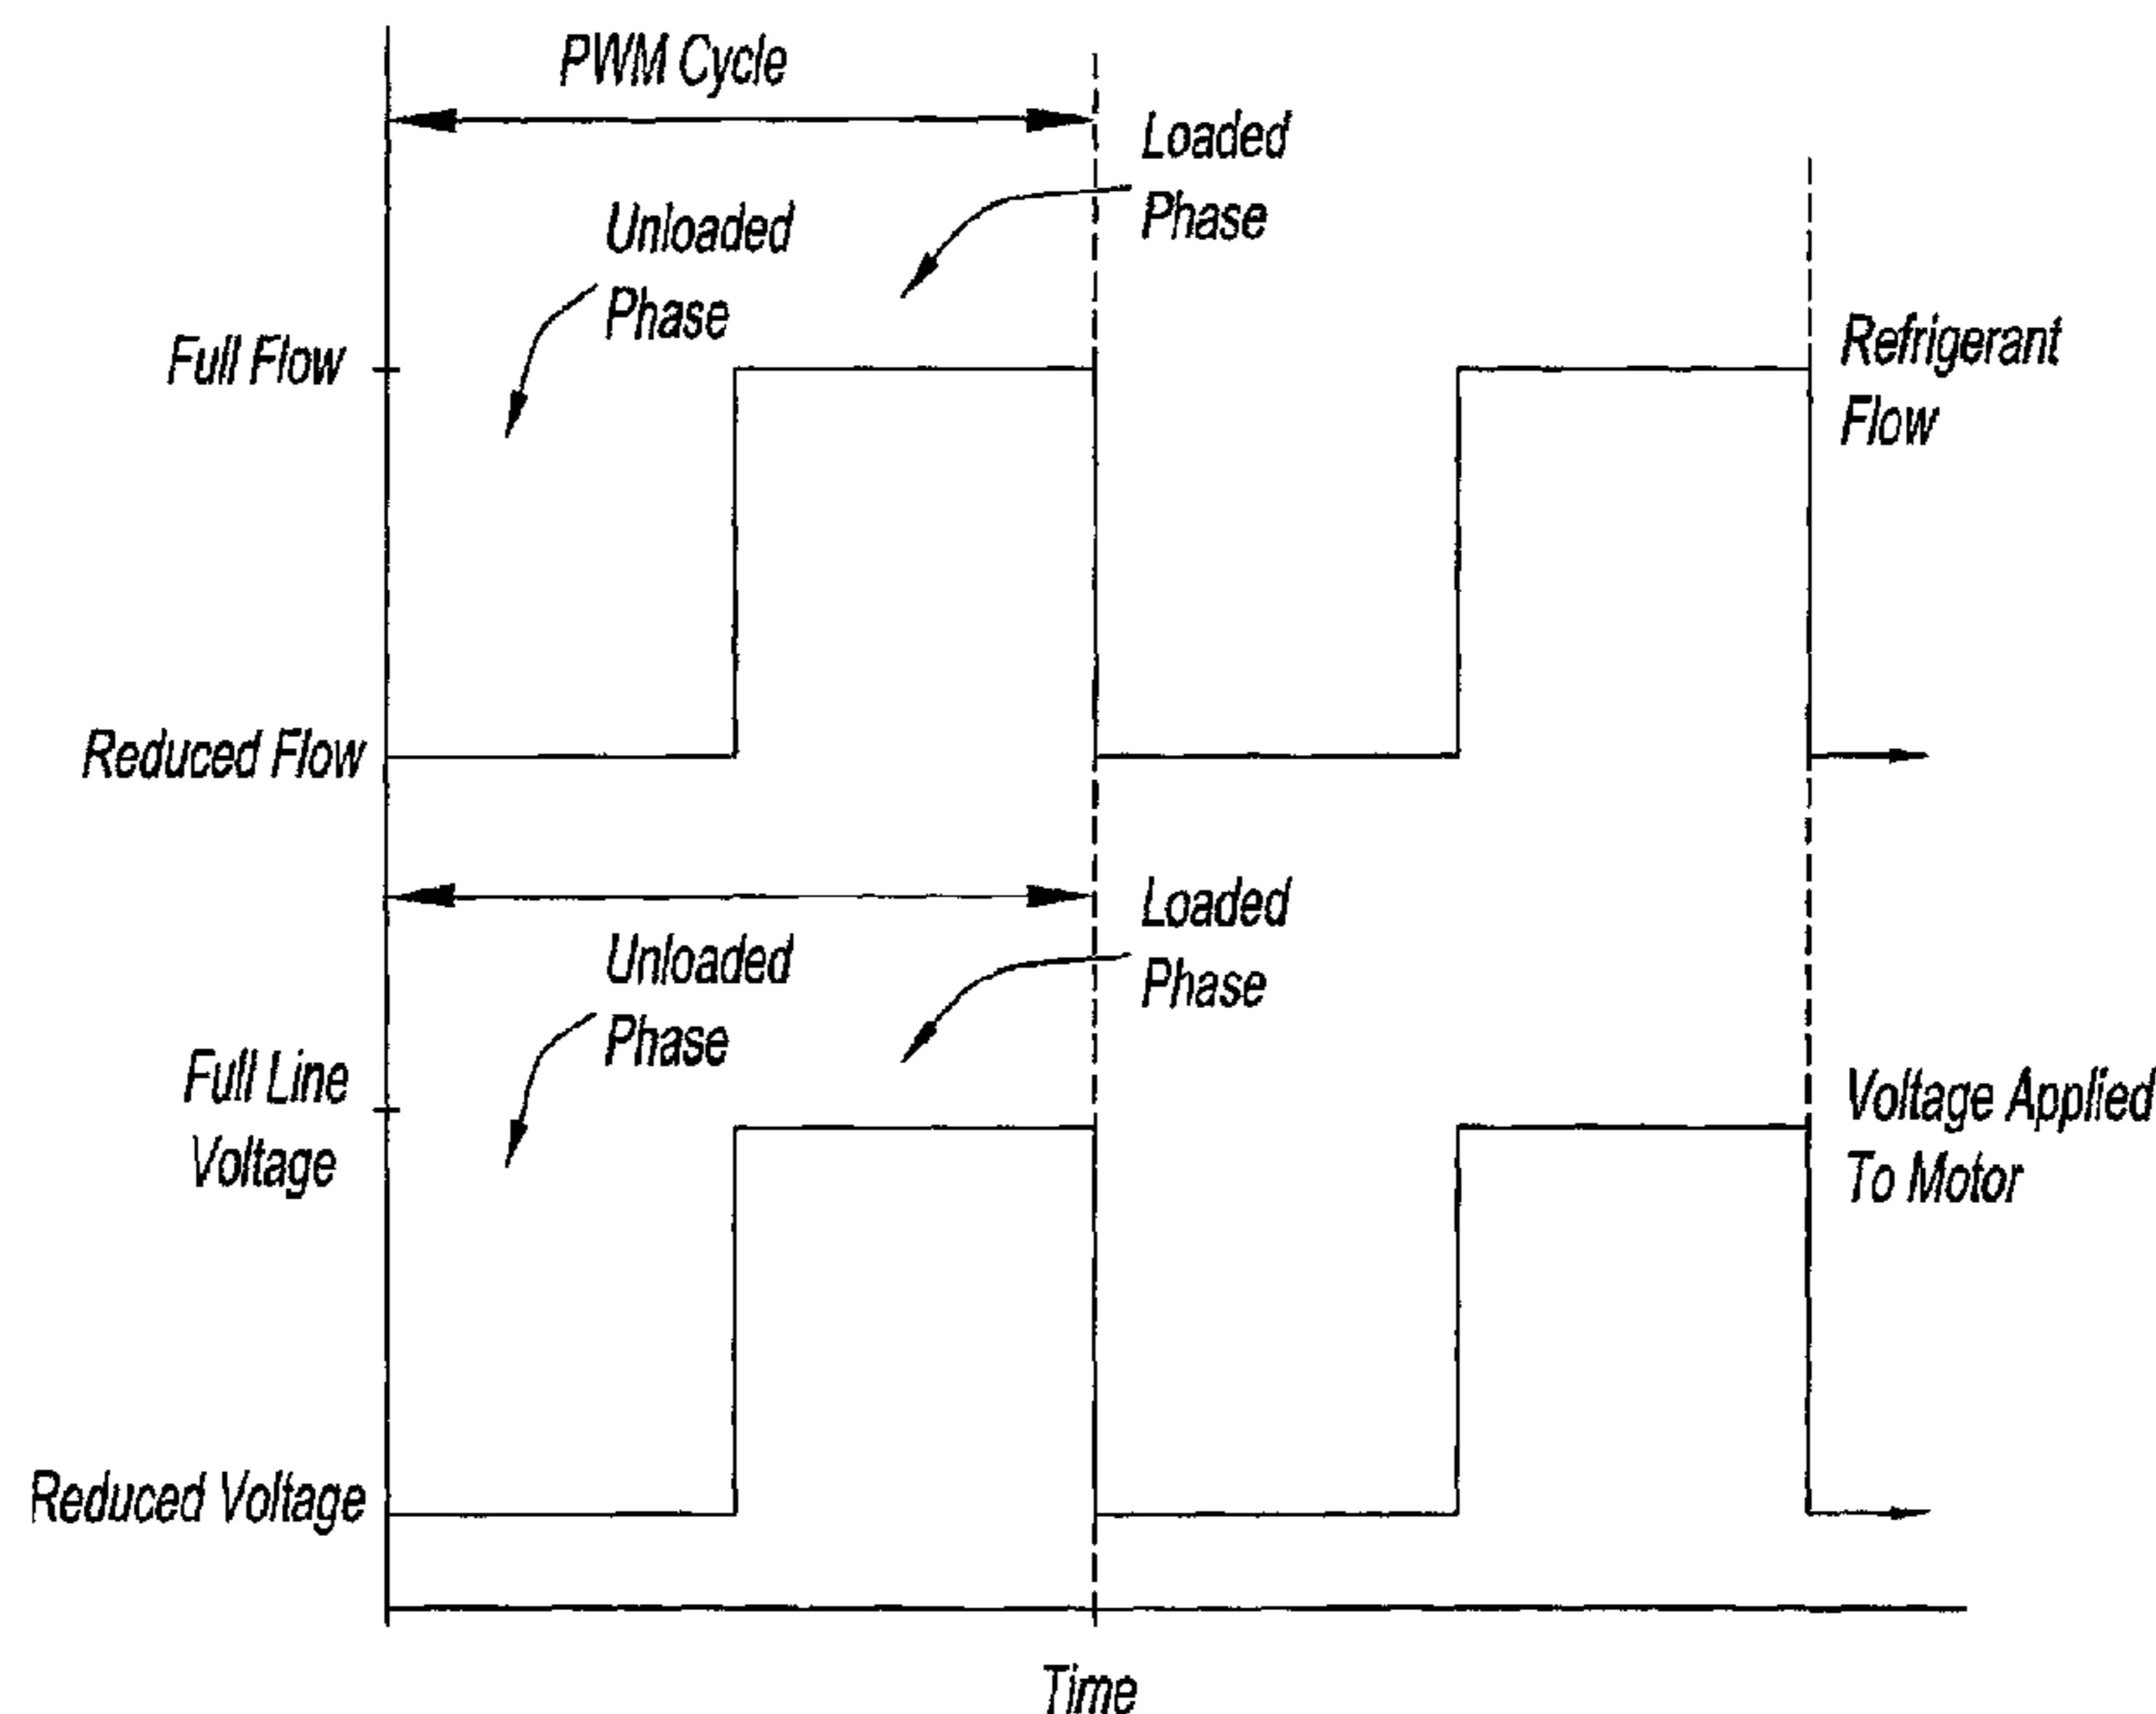 PWM Cycle
Loaded
Phase
Unloaded
Phase
Full Flow
Refrigerant
Flow
Reduced Flow
Loaded
Phase
Unloaded
Phase
Full Line
Voltage
Voltage Applied
To Motor
Reduced Voltage
Time